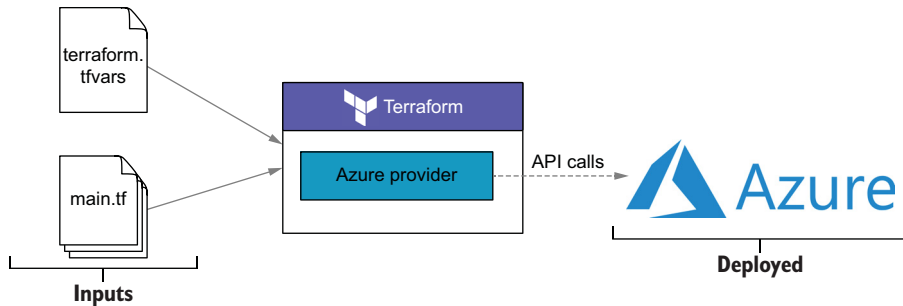 terraform.
tfvars
Terraform
main.tf
Azure provider
API calls
Azure
Inputs
Deployed